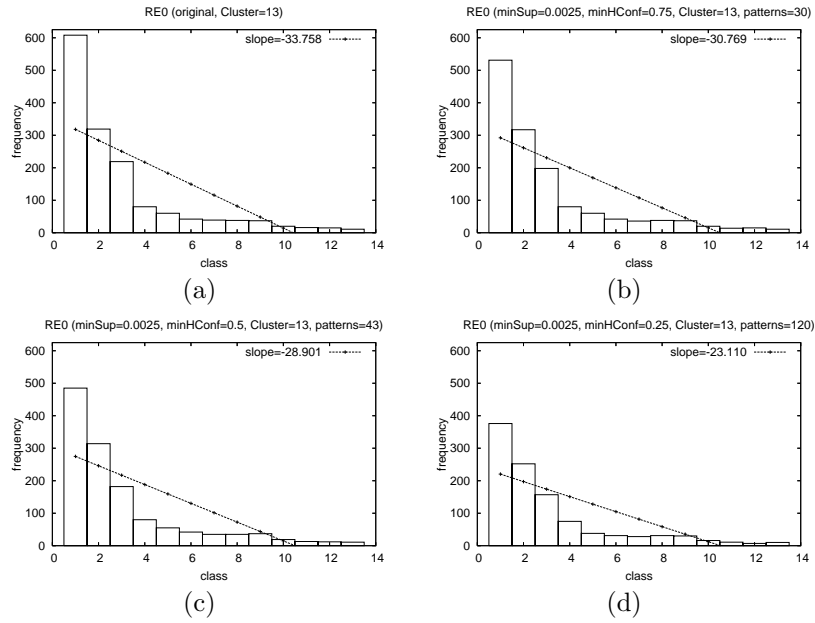 RE0 (original, Cluster=13)
slope=-33.758
600
500
400
300
200
100
0
frequency
0 2 4 6 8 10 12 14
class
(a)
RE0 (minSup=0.0025, minHConf=0.75, Cluster=13, patterns=30)
slope=-30.769
600
500
400
300
200
100
0
frequency
0 2 4 6 8 10 12 14
class
(b)
RE0 (minSup=0.0025, minHConf=0.5, Cluster=13, patterns=43)
slope=-28.901
600
500
400
300
200
100
0
frequency
0 2 4 6 8 10 12 14
class
(c)
RE0 (minSup=0.0025, minHConf=0.25, Cluster=13, patterns=120)
slope=-23.110
600
500
400
300
200
100
0
frequency
0 2 4 6 8 10 12 14
class
(d)